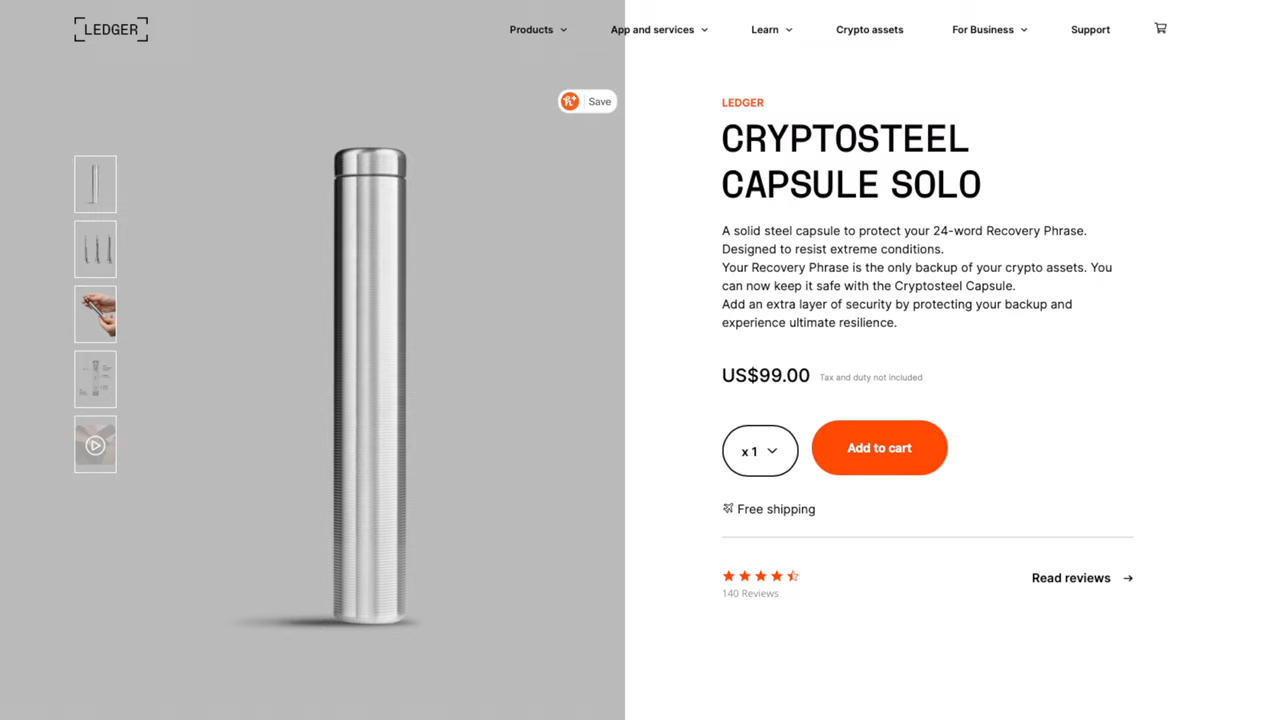 LEDGER
Products
App and services
Learn
Crypto assets
For Business
Support
Save
LEDGER
CRYPTOSTEEL
CAPSULE SOLO
A solid steel capsule to protect your 24-word Recovery Phrase.
Designed to resist extreme conditions.
Your Recovery Phrase is the only backup of your crypto assets. You
can now keep it safe with the Cryptosteel Capsule.
Add an extra layer of security by protecting your backup and
experience ultimate resilience.
US$99.00 Tax and duty not included
x 1
Add to cart
Free shipping
140 Reviews
Read reviews →